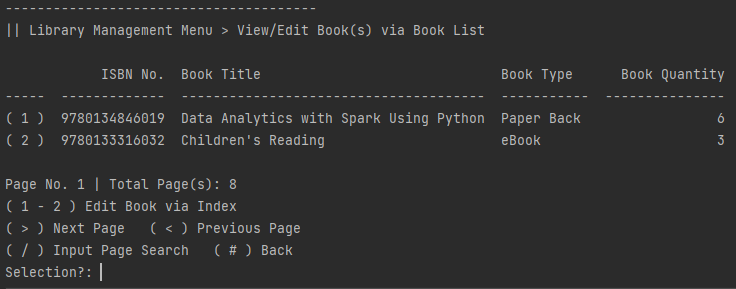 ---------------------------------------
|| Library Management Menu > View/Edit Book(s) via Book List
            ISBN No.  Book Title                              Book Type      Book Quantity
-----  -------------  --------------------------------------  -----------  ---------------
( 1 )  9780134846019  Data Analytics with Spark Using Python  Paper Back                 6
( 2 )  9780133316032  Children's Reading                      eBook                      3
Page No. 1 | Total Page(s): 8
( 1 - 2 ) Edit Book via Index
( > ) Next Page   ( < ) Previous Page
( / ) Input Page Search   ( # ) Back
Selection?: